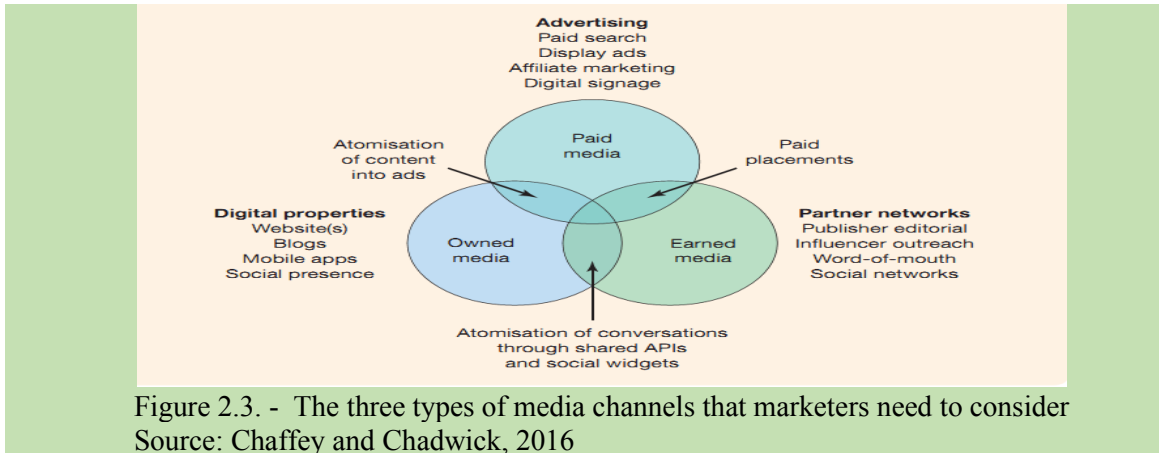 Advertising
Paid search
Display ads
Affiliate marketing
Digital signage
Atomisation
of content
into ads
Paid
media
Paid
placements
Digital properties
Website(s)
Blogs
Mobile apps
Social presence
Owned
media
Earned
media
Partner networks
Publisher editorial
Influencer outreach
Word-of-mouth
Social networks
Atomisation of conversations
through shared APIs
and social widgets
Figure 2.3. - The three types of media channels that marketers need to consider
Source: Chaffey and Chadwick, 2016